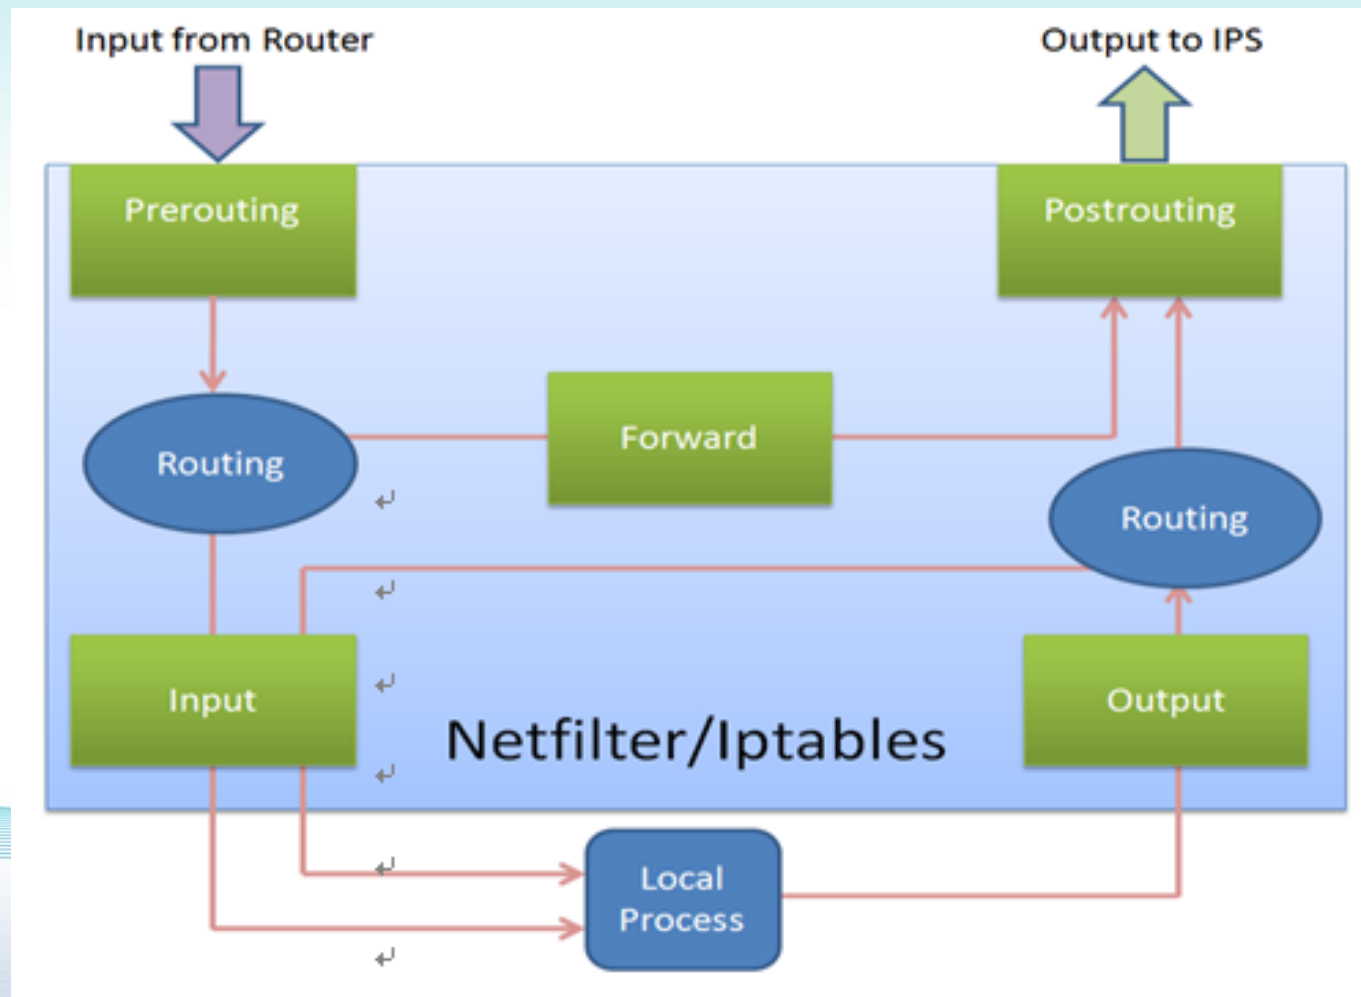 Input from Router
Output to IPS
Prerouting
Postrouting
Forward
Routing
Routing
Input
Output
Netfilter/Iptables
Local
Process